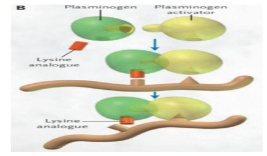 B
Plasminogen
Plasminogen
activator
Lysine
analogue
Lysine
analogue